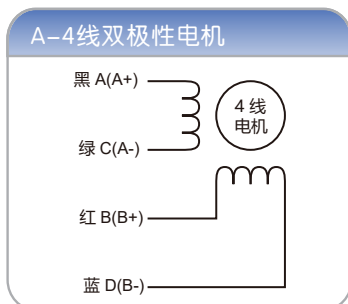 A-4线双极性电机
黑 A(A+)
4 线
电机
绿 C(A-)
红 B(B+)
蓝 D(B-)